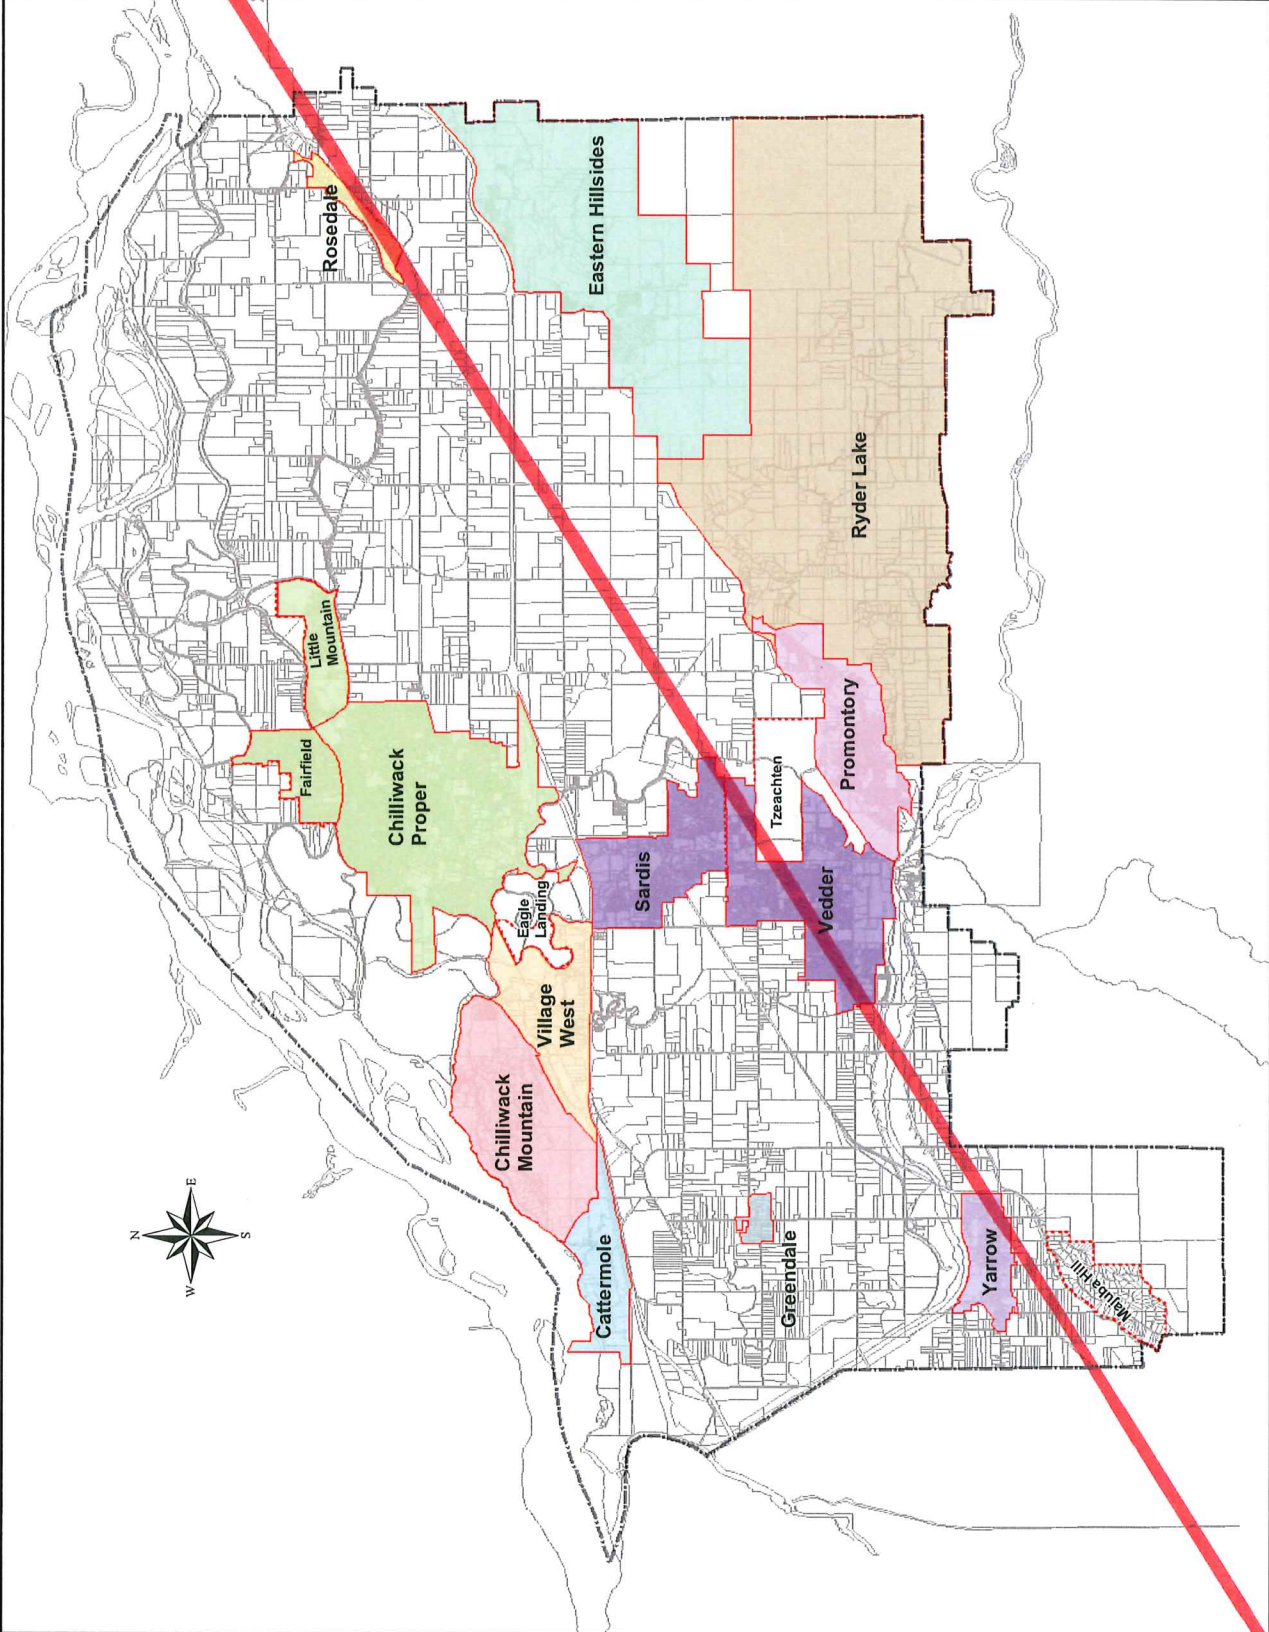 N
W
E
S
Rosedale
Eastern Hillsides
Little
Mountain
Fairfield
Chilliwack
Proper
Ryder Lake
Promontory
Tzeachten
Sardis
Vedder
Eagle
Landing
Village
West
Chilliwack
Mountain
Cattermole
Greendale
Yarrow
Majuba Hill